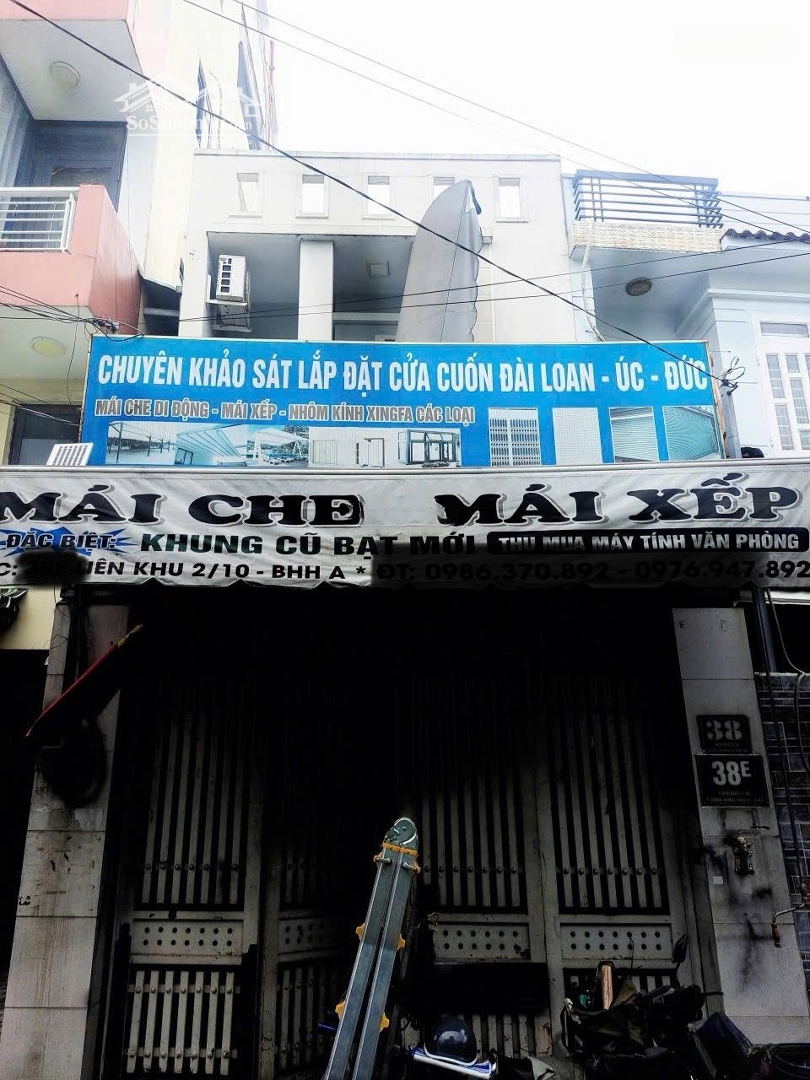 CHUYÊN KHẢO SÁT LẮP ĐẶT CỬA CUỐN ĐÀI LOAN - ÚC - ĐỨC
MÁI CHE DI ĐỘNG - MÁI XẾP - NHÔM KÍNH XINGFA CÁC LOẠI
MÁI CHE MÁI XẾP
ĐẶC BIỆT: KHUNG CŨ BẠT MỚI THU MUA MÁY TÍNH VĂN PHÒNG
C: 38E LIÊN KHU 2/10 - BHH A * ĐT: 0986.370.892 - 0976.947.892
38
38E